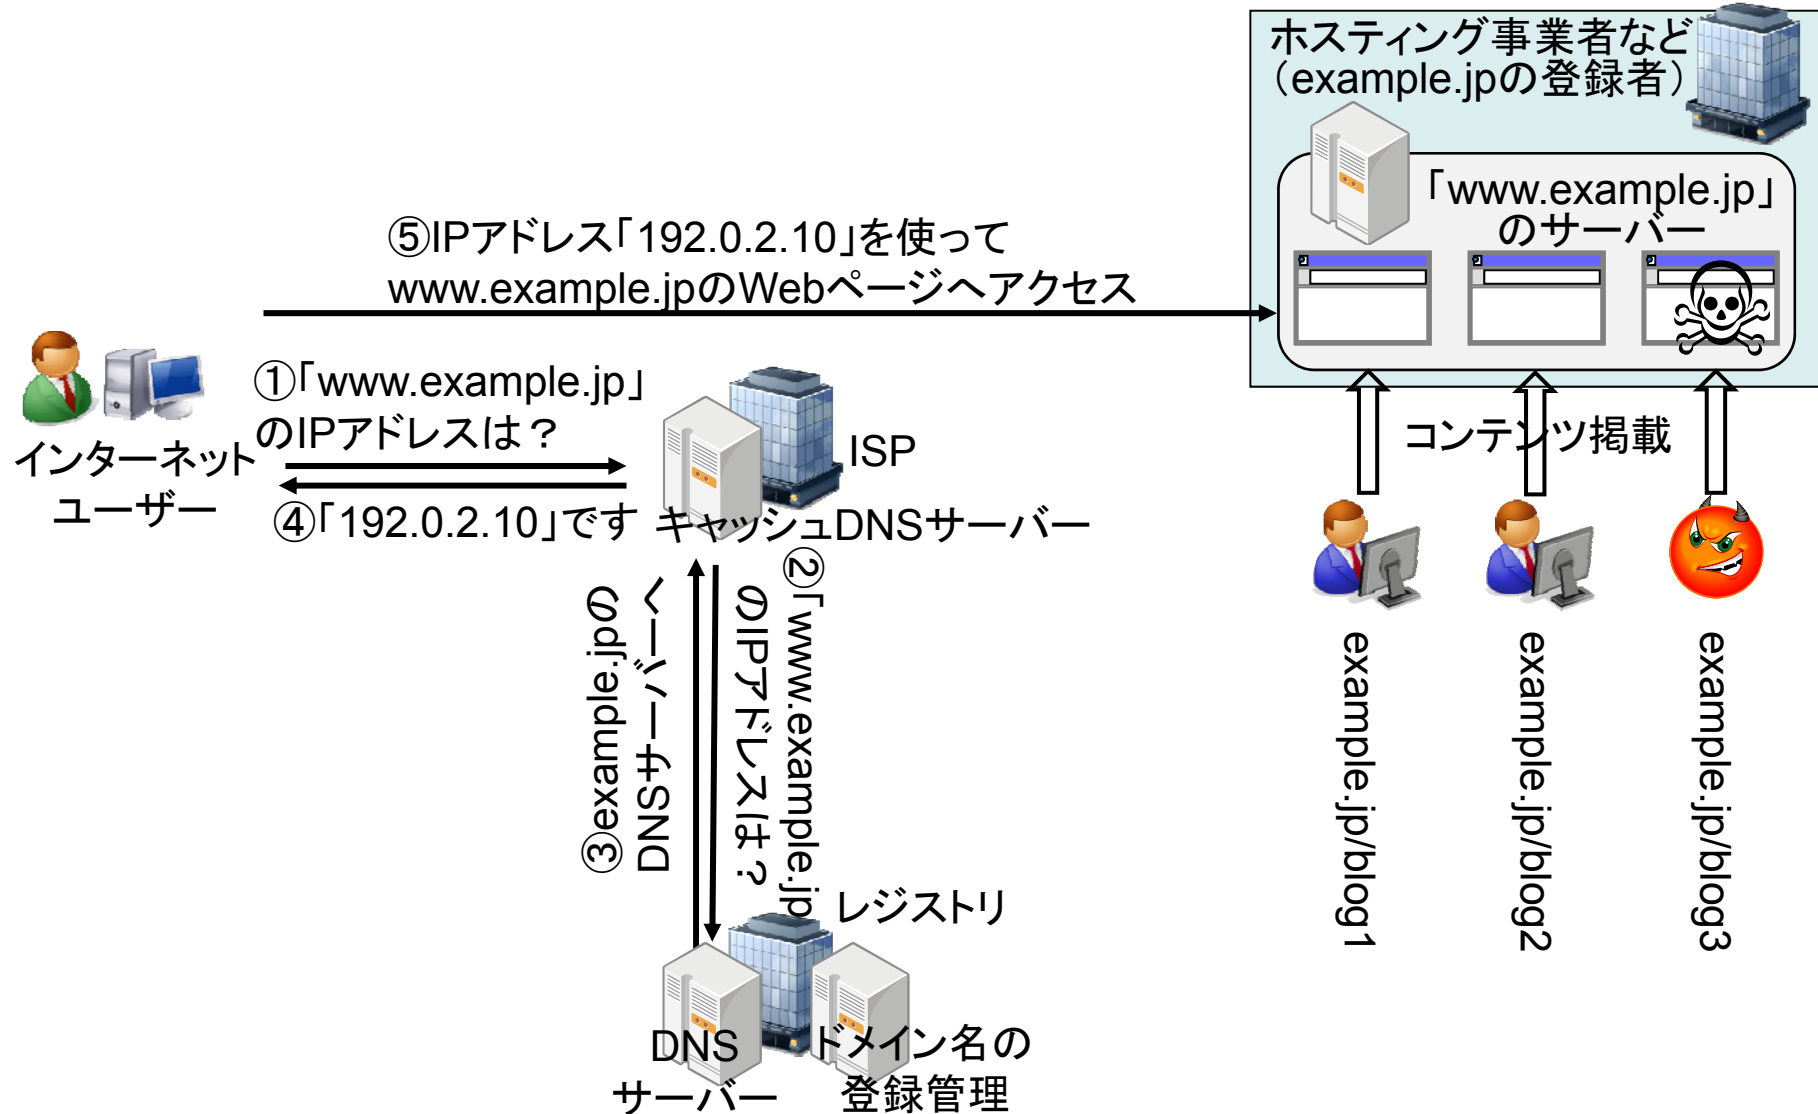 ホスティング事業者など
（example.jpの登録者）
「www.example.jp」
のサーバー
⑤IPアドレス「192.0.2.10」を使って
www.example.jpのWebページへアクセス
①「www.example.jp」
のIPアドレスは？
インターネット
ユーザー
④「192.0.2.10」です
ISP
キャッシュDNSサーバー
コンテンツ掲載
②「www.example.jp
のIPアドレスは？
③example.jpの
DNSサーバーへ
example.jp/blog1
example.jp/blog2
example.jp/blog3
レジストリ
DNS
サーバー
ドメイン名の
登録管理